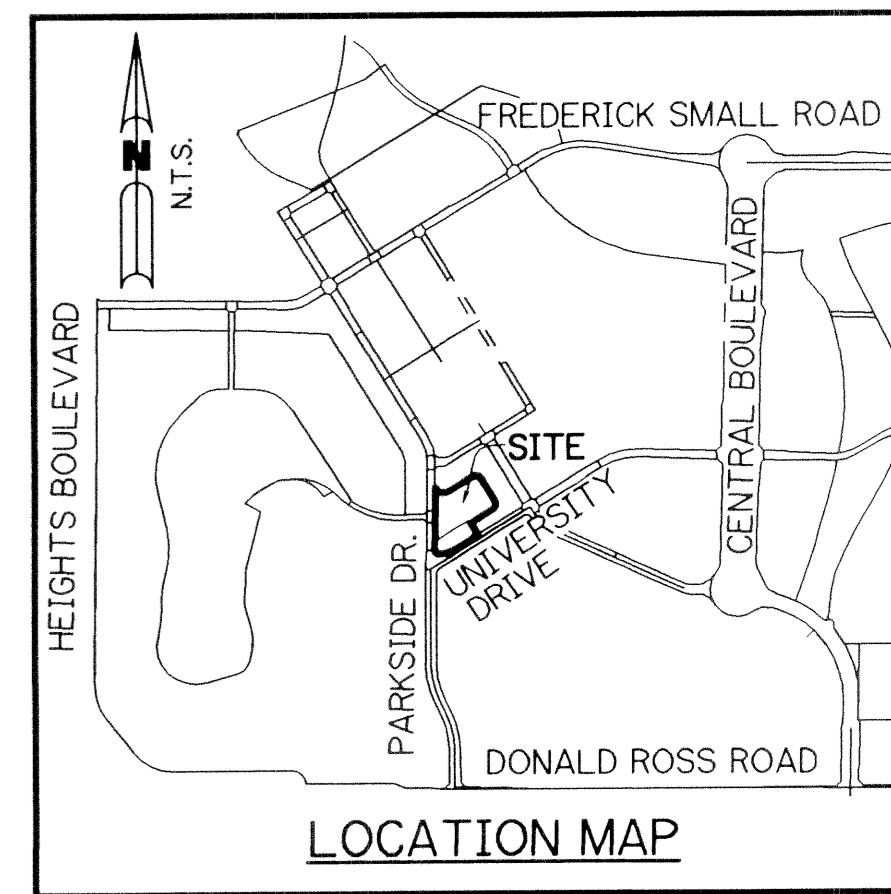 FREDERICK SMALL ROAD
N
N.T.S.
HEIGHTS BOULEVARD
CENTRAL BOULEVARD
SITE
UNIVERSITY
DRIVE
PARKSIDE DR.
DONALD ROSS ROAD
LOCATION MAP